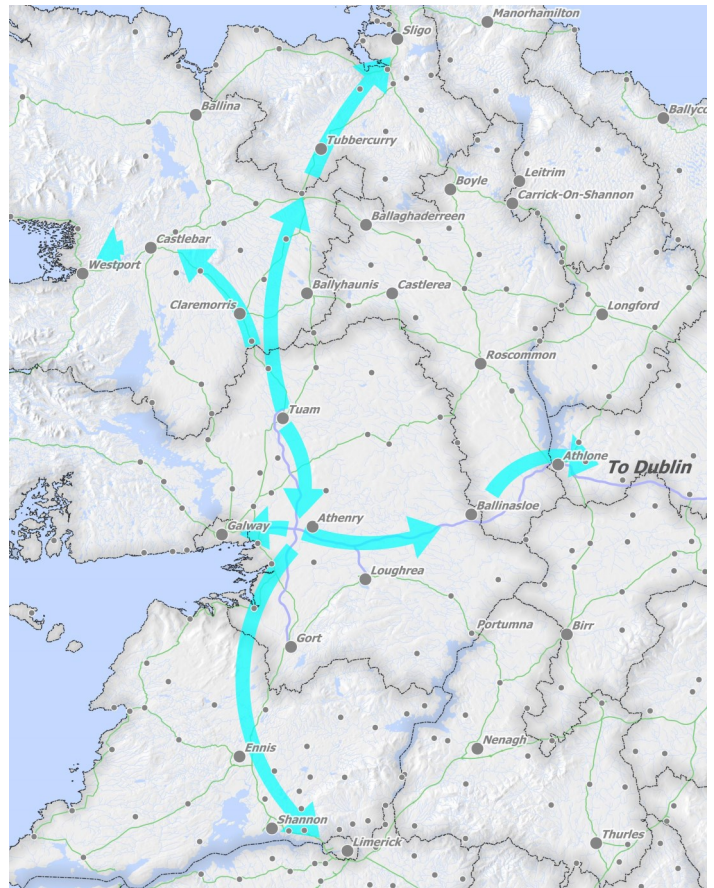 Manorhamilton
Sligo
Ballina
Ballyco
Tubbercurry
Leitrim
Boyle
Carrick-On-Shannon
Ballaghaderreen
Castlebar
Westport
Ballyhaunis
Castlerea
Claremorris
Longford
Roscommon
Tuam
Athlone
To Dublin
Ballinasloe
Galway
Athenry
Loughrea
Portumna
Birr
Gort
Ennis
Nenagh
Shannon
Limerick
Thurles